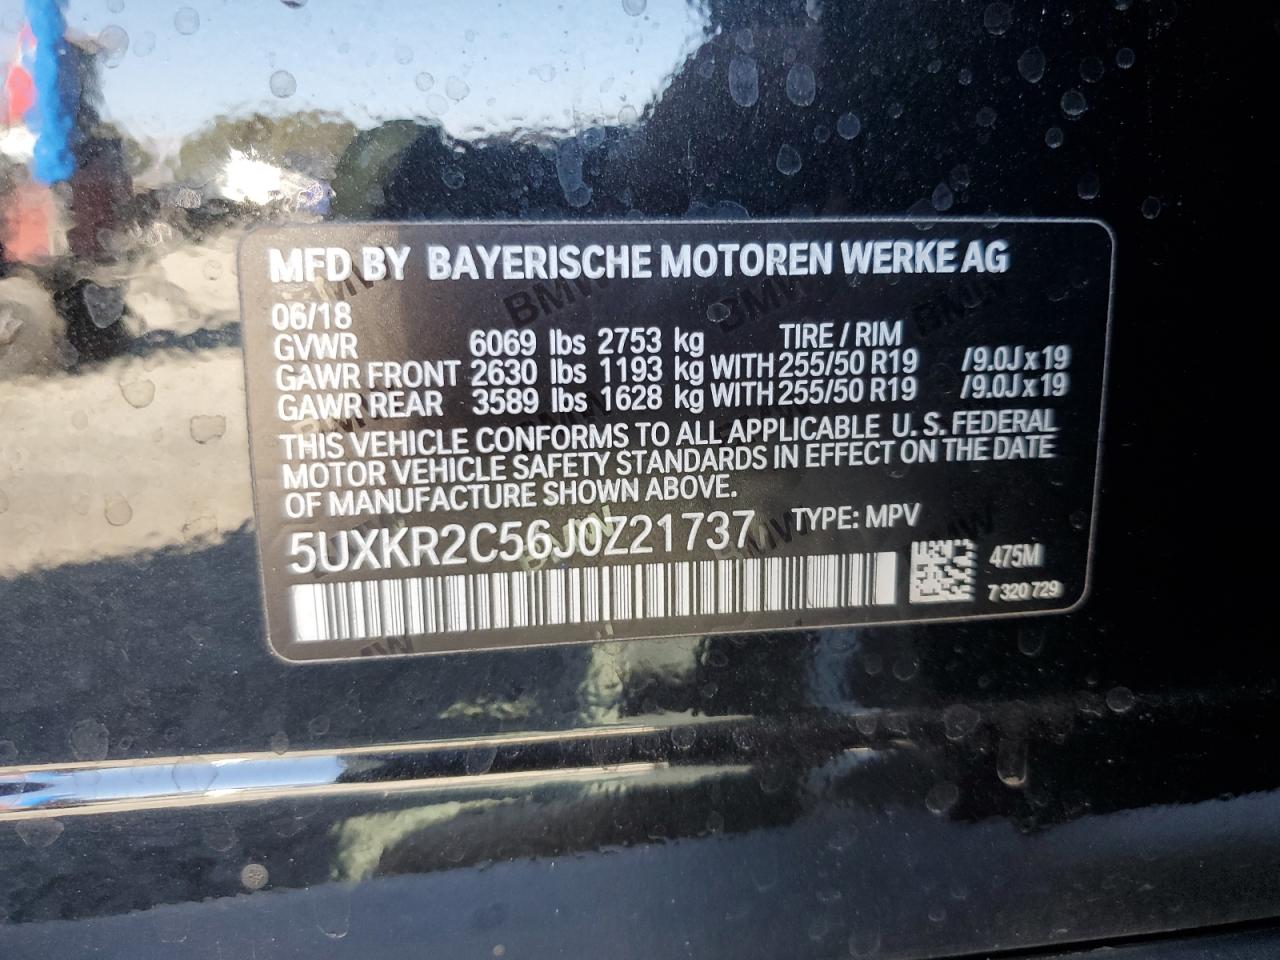 MFD BY BAYERISCHE MOTOREN WERKE AG
06/18
GVWR 6069 lbs 2753 kg TIRE / RIM
GAWR FRONT 2630 lbs 1193 kg WITH 255/50 R19 /9.0J x 19
GAWR REAR 3589 lbs 1628 kg WITH 255/50 R19 /9.0J x 19
THIS VEHICLE CONFORMS TO ALL APPLICABLE U.S. FEDERAL
MOTOR VEHICLE SAFETY STANDARDS IN EFFECT ON THE DATE
OF MANUFACTURE SHOWN ABOVE.
5UXKR2C56J0Z21737 TYPE: MPV
475M
7 320 729